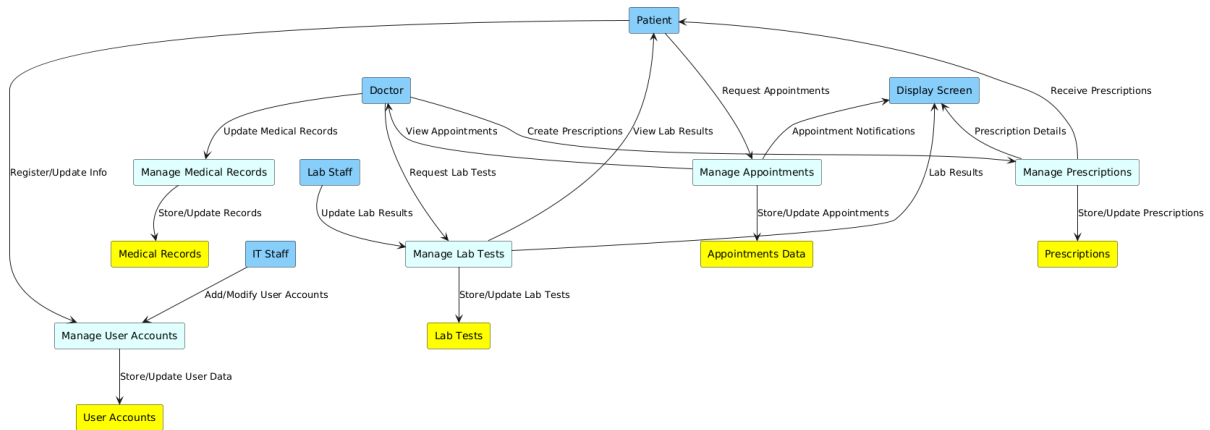 Patient
Doctor
Display Screen
Request Appointments
Receive Prescriptions
Update Medical Records
View Appointments
Create Prescriptions
View Lab Results
Appointment Notifications
Prescription Details
Register/Update Info
Manage Medical Records
Lab Staff
Request Lab Tests
Manage Appointments
Lab Results
Manage Prescriptions
Store/Update Records
Update Lab Results
Store/Update Appointments
Store/Update Prescriptions
Medical Records
IT Staff
Manage Lab Tests
Appointments Data
Prescriptions
Add/Modify User Accounts
Store/Update Lab Tests
Manage User Accounts
Lab Tests
Store/Update User Data
User Accounts